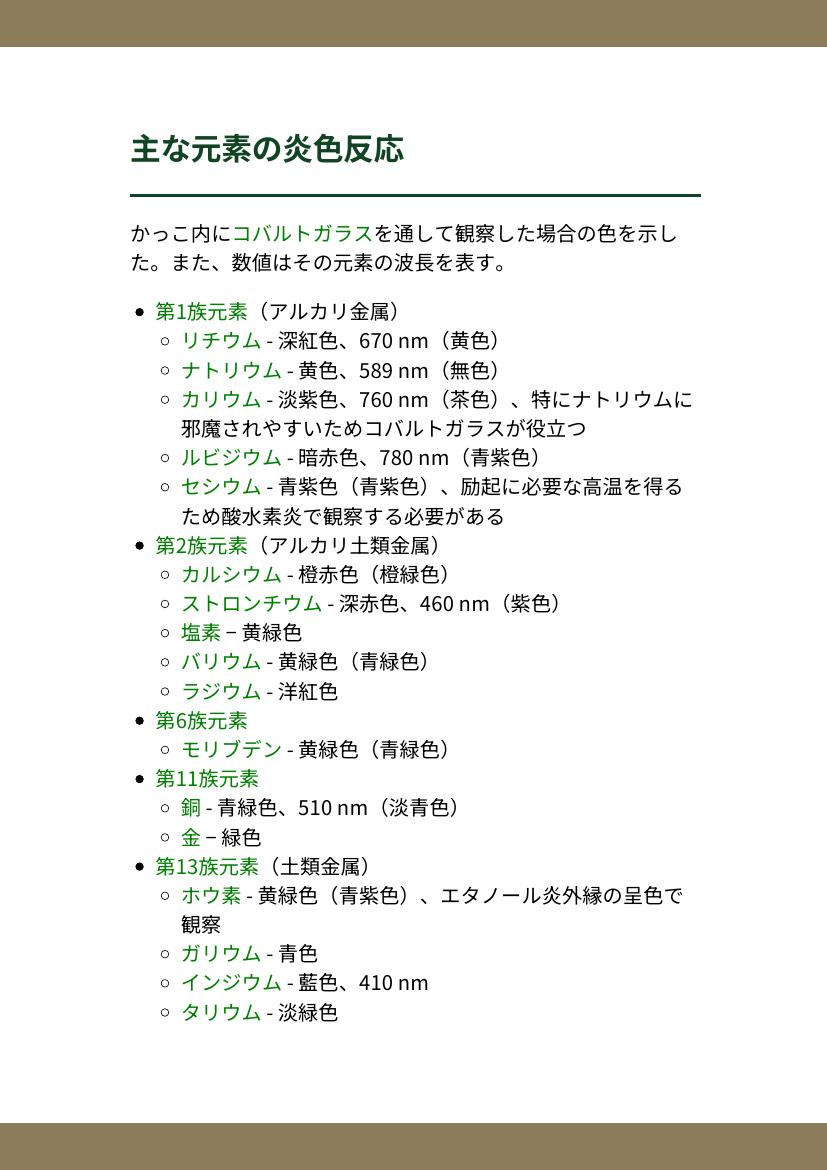 主な元素の炎色反応
かっこ内にコバルトガラスを通して観察した場合の色を示し
た。また、数値はその元素の波長を表す。
• 第1族元素（アルカリ金属）
○ リチウム - 深紅色、670 nm（黄色）
○ ナトリウム - 黄色、589 nm（無色）
○ カリウム - 淡紫色、760 nm（茶色）、特にナトリウムに
邪魔されやすいためコバルトガラスが役立つ
○ ルビジウム - 暗赤色、780 nm（青紫色）
○ セシウム - 青紫色（青紫色）、励起に必要な高温を得る
ため酸水素炎で観察する必要がある
• 第2族元素（アルカリ土類金属）
○ カルシウム - 橙赤色（橙緑色）
○ ストロンチウム - 深赤色、460 nm（紫色）
○ 塩素 − 黄緑色
○ バリウム - 黄緑色（青緑色）
○ ラジウム - 洋紅色
• 第6族元素
○ モリブデン - 黄緑色（青緑色）
• 第11族元素
○ 銅 - 青緑色、510 nm（淡青色）
○ 金 − 緑色
• 第13族元素（土類金属）
○ ホウ素 - 黄緑色（青紫色）、エタノール炎外縁の呈色で
観察
○ ガリウム - 青色
○ インジウム - 藍色、410 nm
○ タリウム - 淡緑色